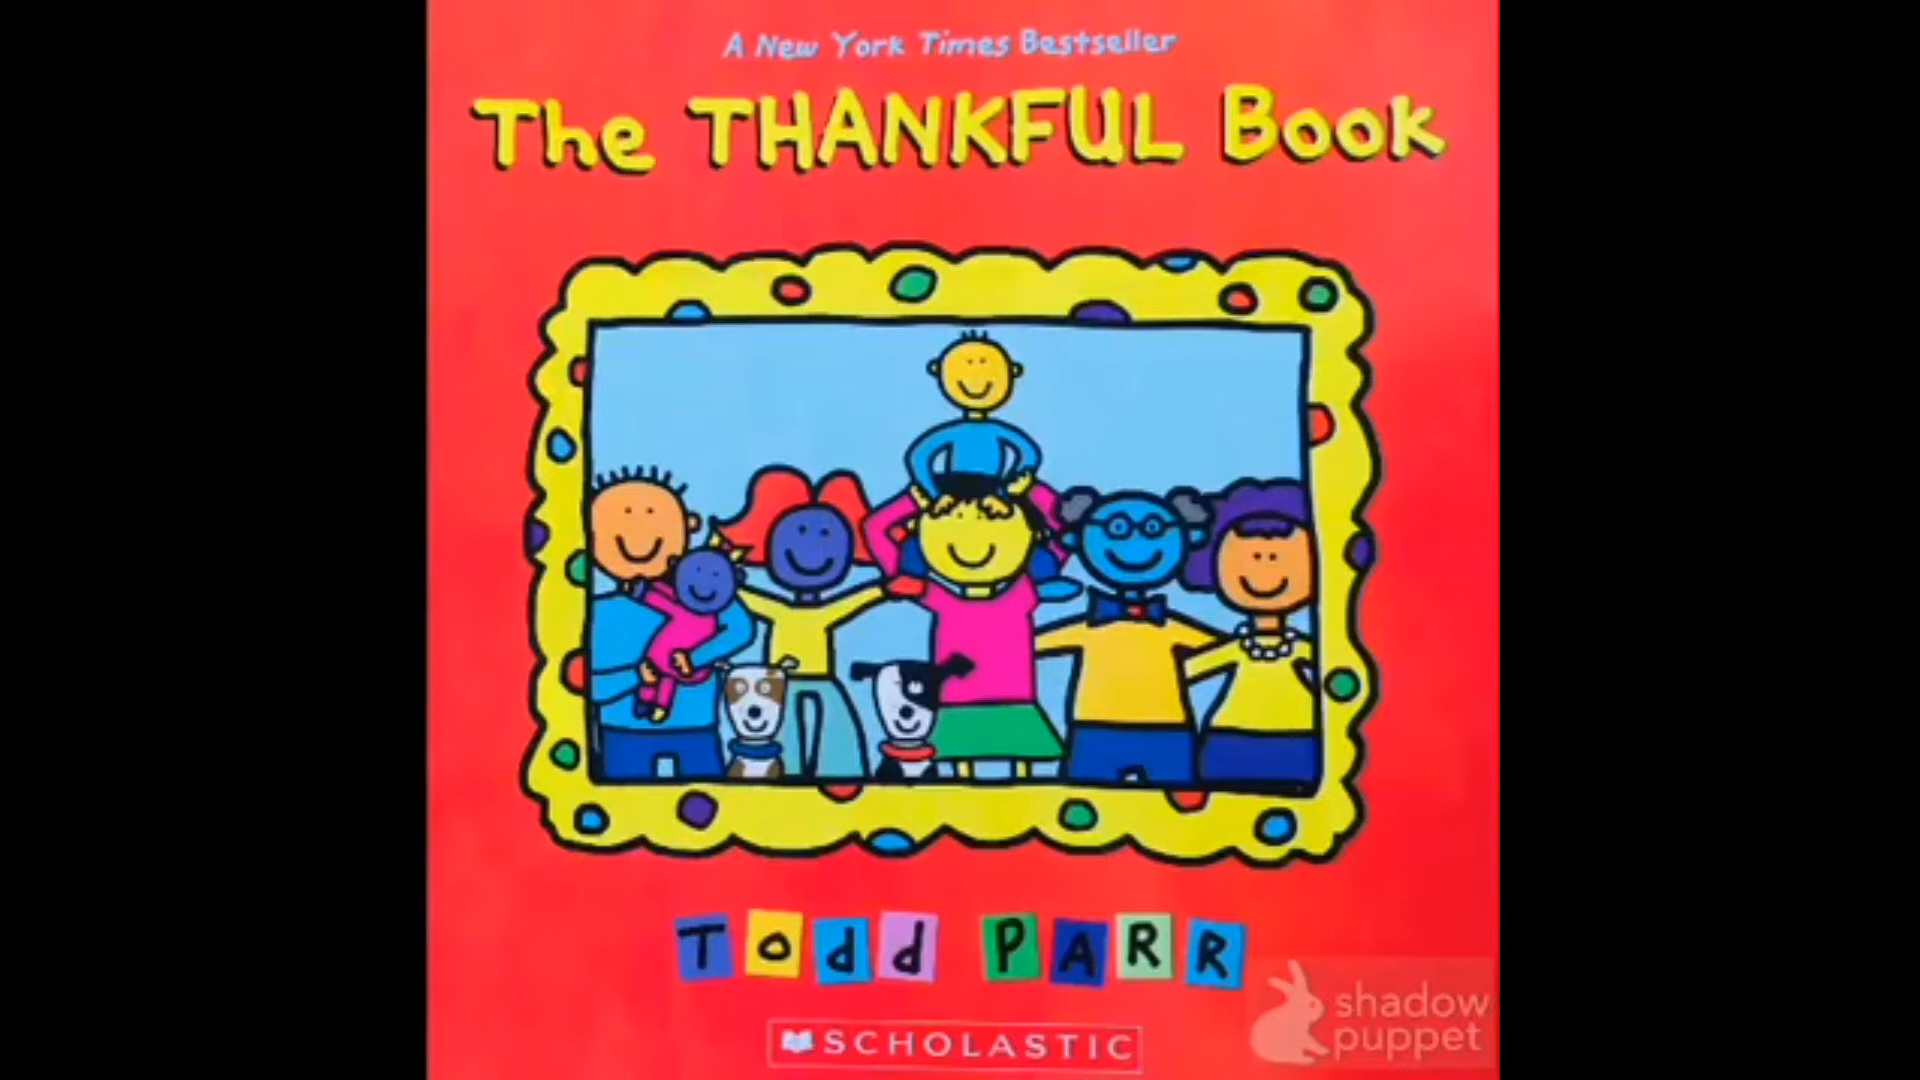 A New York Times Bestseller
The THANKFUL Book
Todd PARR
SCHOLASTIC
shadow
puppet